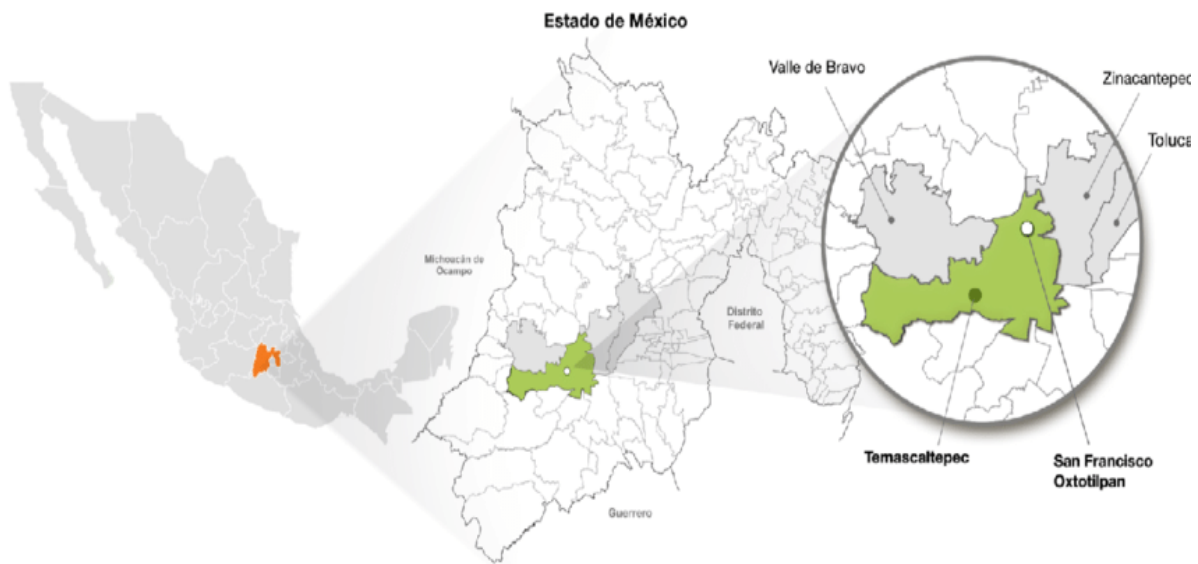 Estado de México
Valle de Bravo
Zinacantepec
Toluca
Michoacán de
Ocampo
Distrito
Federal
Temascaltepec
San Francisco
Oxtotilpan
Guerrero